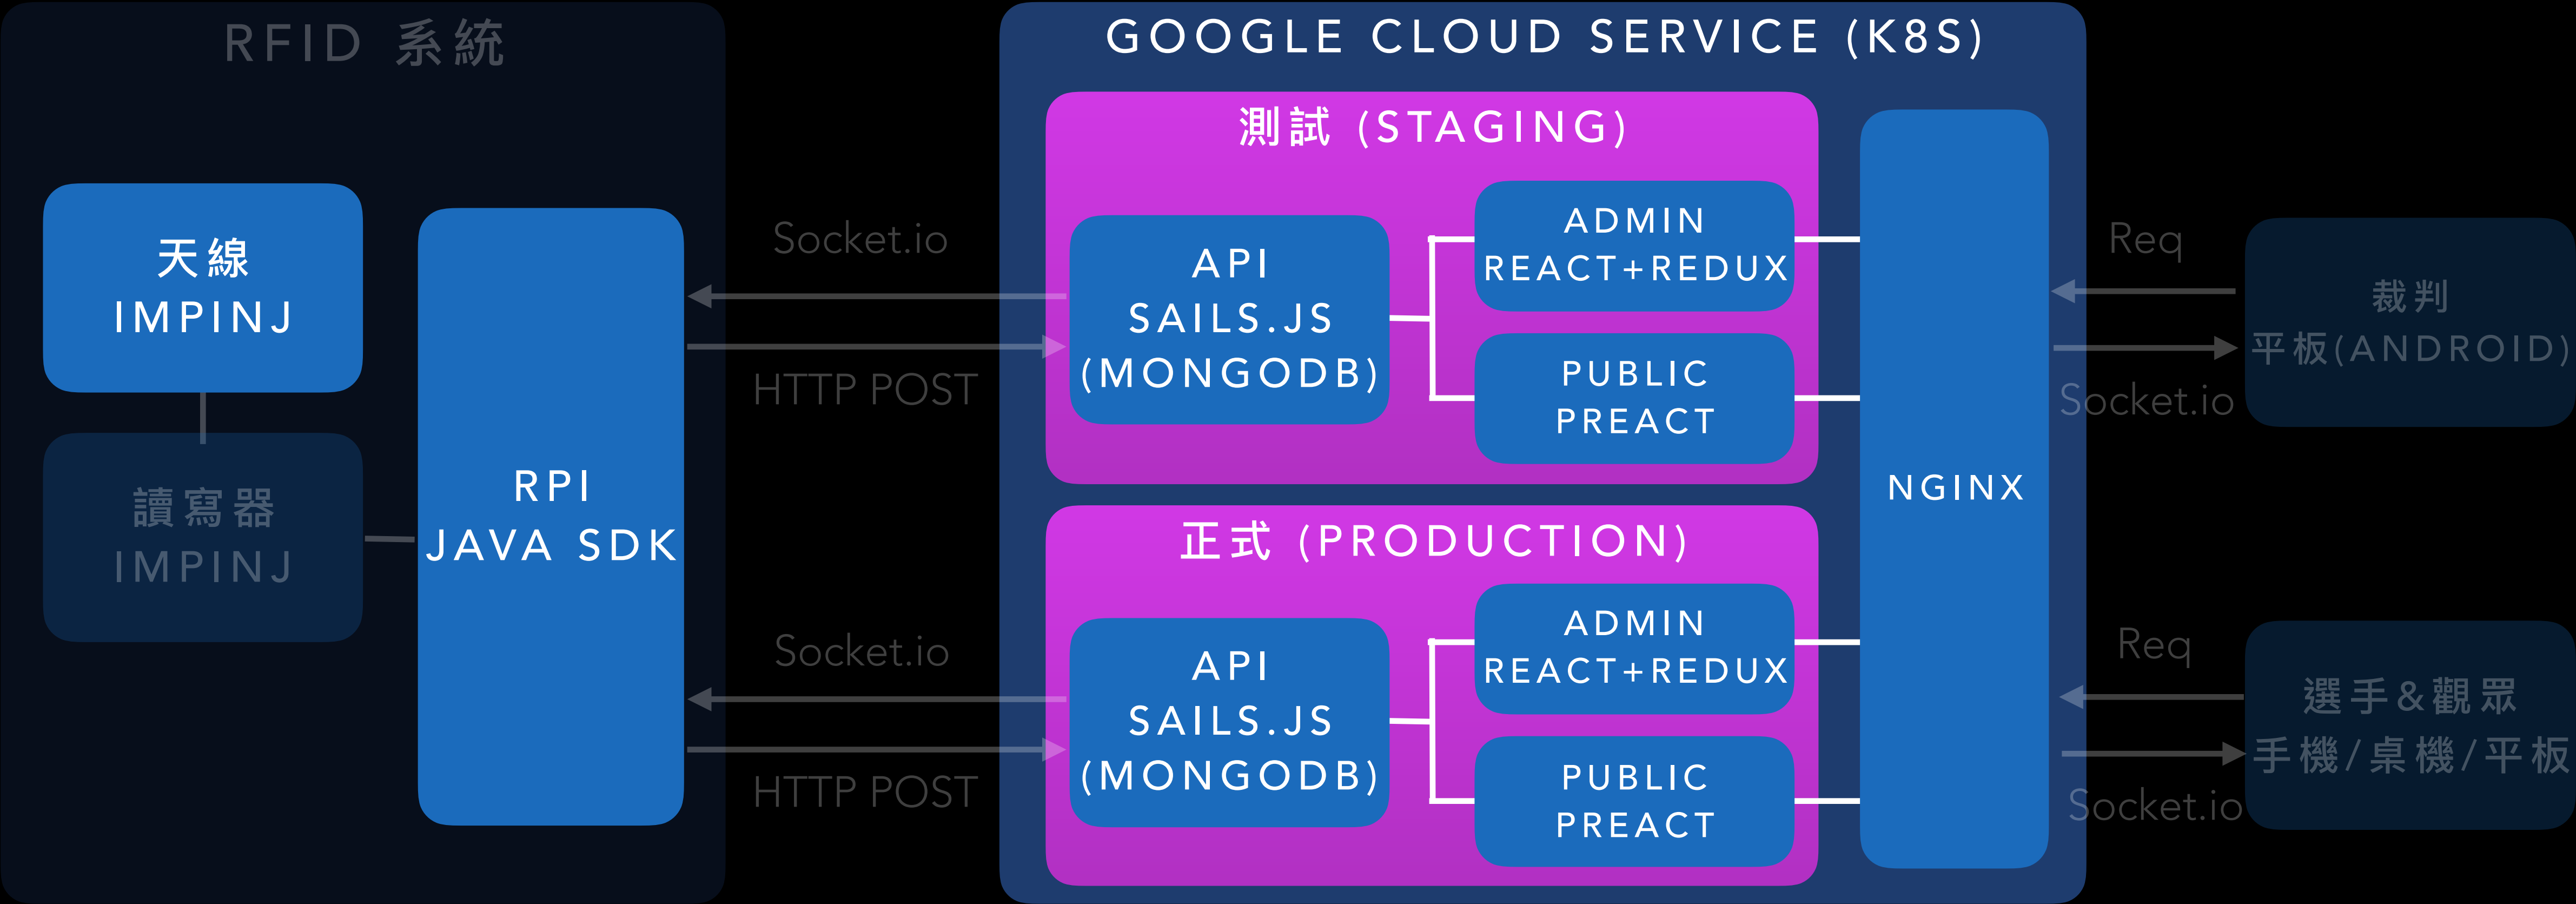 RFID 系統
天線
IMPINJ
讀寫器
IMPINJ
RPI
JAVA SDK
Socket.io
HTTP POST
Socket.io
HTTP POST
GOOGLE CLOUD SERVICE (K8S)
測試 (STAGING)
API
SAILS.JS
(MONGODB)
ADMIN
REACT+REDUX
PUBLIC
PREACT
正式 (PRODUCTION)
API
SAILS.JS
(MONGODB)
ADMIN
REACT+REDUX
PUBLIC
PREACT
NGINX
Req
Socket.io
裁判
平板(ANDROID)
Req
Socket.io
選手&觀眾
手機/桌機/平板